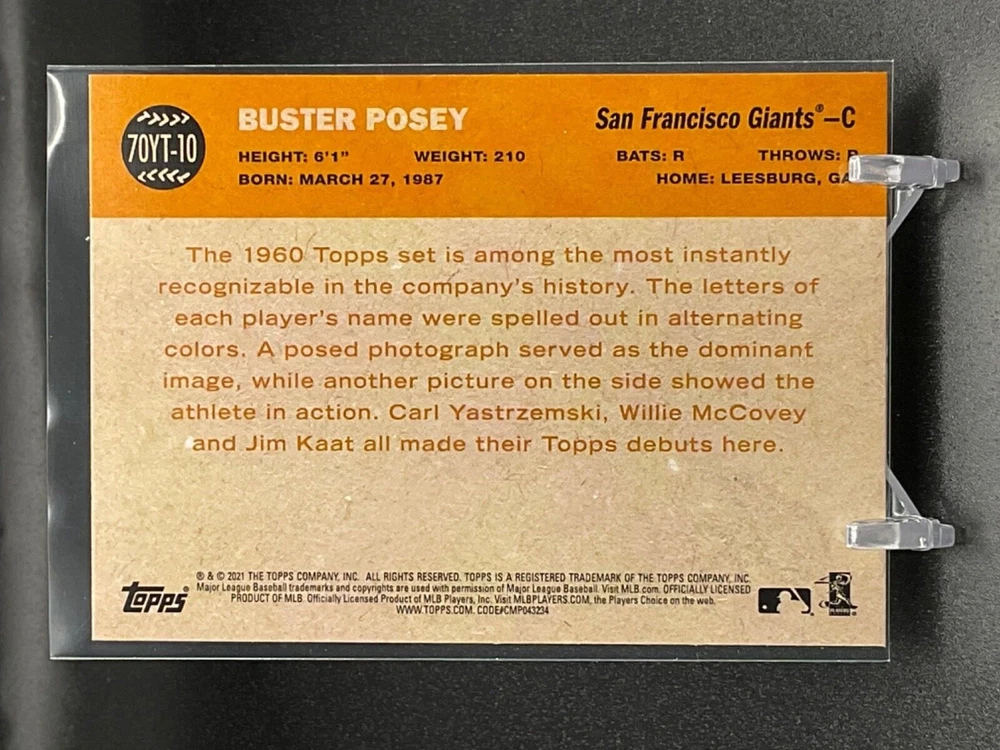 70YT-10
BUSTER POSEY
San Francisco Giants®—C
HEIGHT: 6'1" WEIGHT: 210 BATS: R THROWS:
BORN: MARCH 27, 1987 HOME: LEESBURG, GA
The 1960 Topps set is among the most instantly
recognizable in the company's history. The letters of
each player's name were spelled out in alternating
colors. A posed photograph served as the dominant
image, while another picture on the side showed the
athlete in action. Carl Yastrzemski, Willie McCovey
and Jim Kaat all made their Topps debuts here.
Topps®
® & © 2021 THE TOPPS COMPANY, INC. ALL RIGHTS RESERVED. TOPPS IS A REGISTERED TRADEMARK OF THE TOPPS COMPANY, INC.
Major League Baseball trademarks and copyrights are used with permission of Major League Baseball. Visit MLB.com. OFFICIALLY LICENSED
PRODUCT OF MLB. Officially Licensed Product of MLB Players, Inc. Visit MLBPLAYERS.COM, the Players Choice on the web.
WWW.TOPPS.COM. CODE#CMP043234